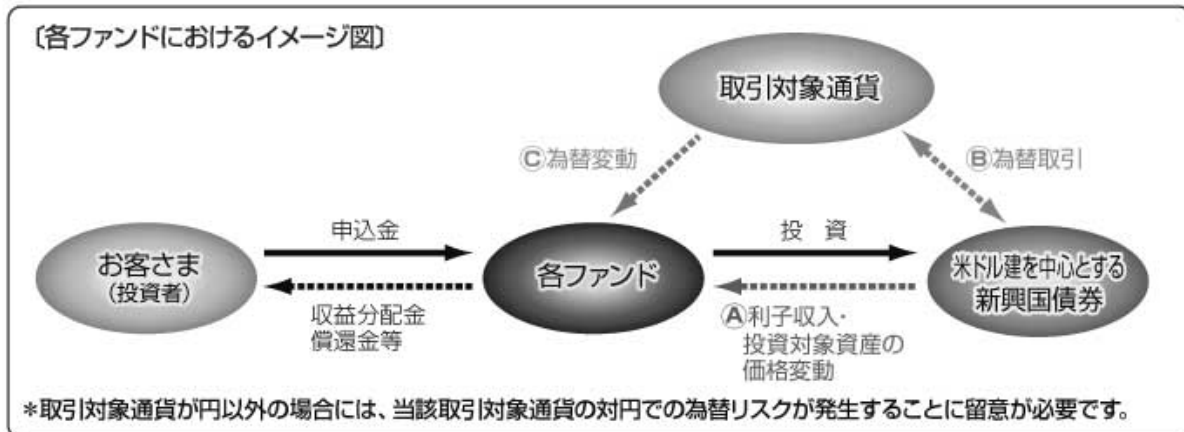 〔各ファンドにおけるイメージ図〕
取引対象通貨
Ⓒ為替変動
Ⓑ為替取引
お客さま
(投資者)
申込金
収益分配金
償還金等
各ファンド
投 資
Ⓐ利子収入・
投資対象資産の
価格変動
米ドル建を中心とする
新興国債券
*取引対象通貨が円以外の場合には、当該取引対象通貨の対円での為替リスクが発生することに留意が必要です。